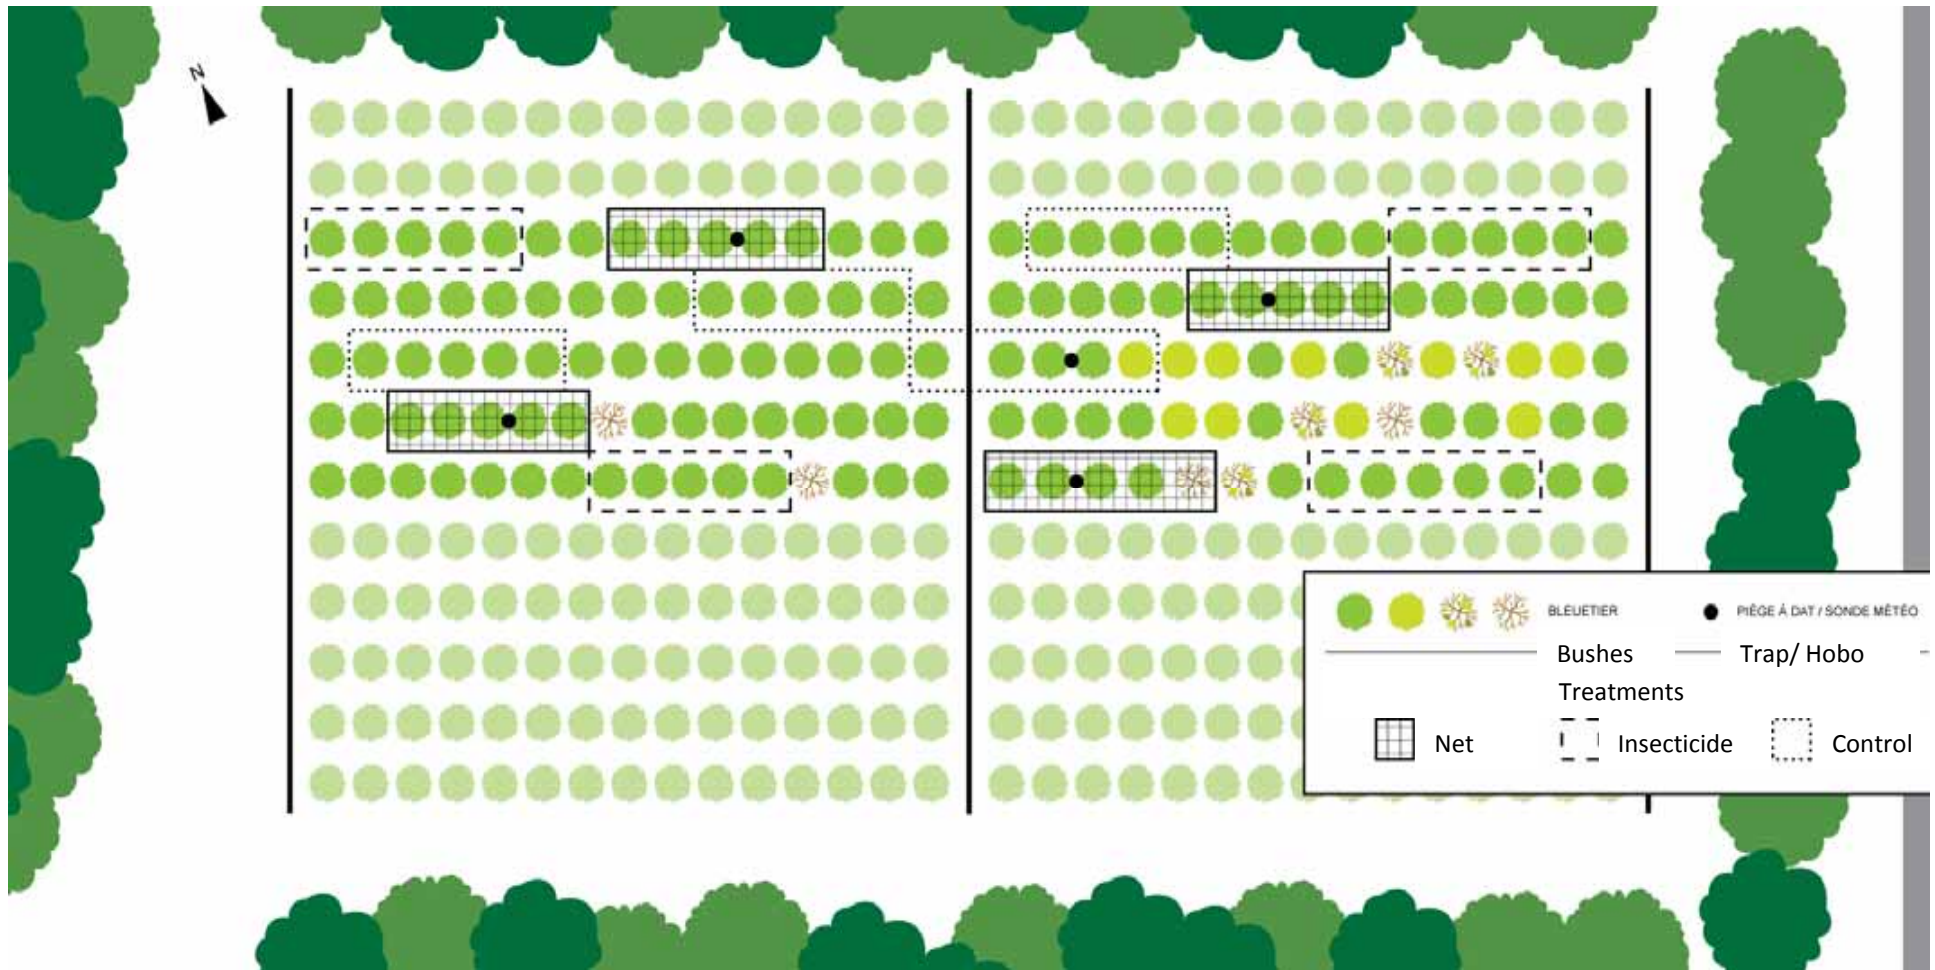 N
BLEUETIER
PIÈGE À DAT / SONDE MÉTÉO
Bushes
Trap/ Hobo
Treatments
Net
Insecticide
Control